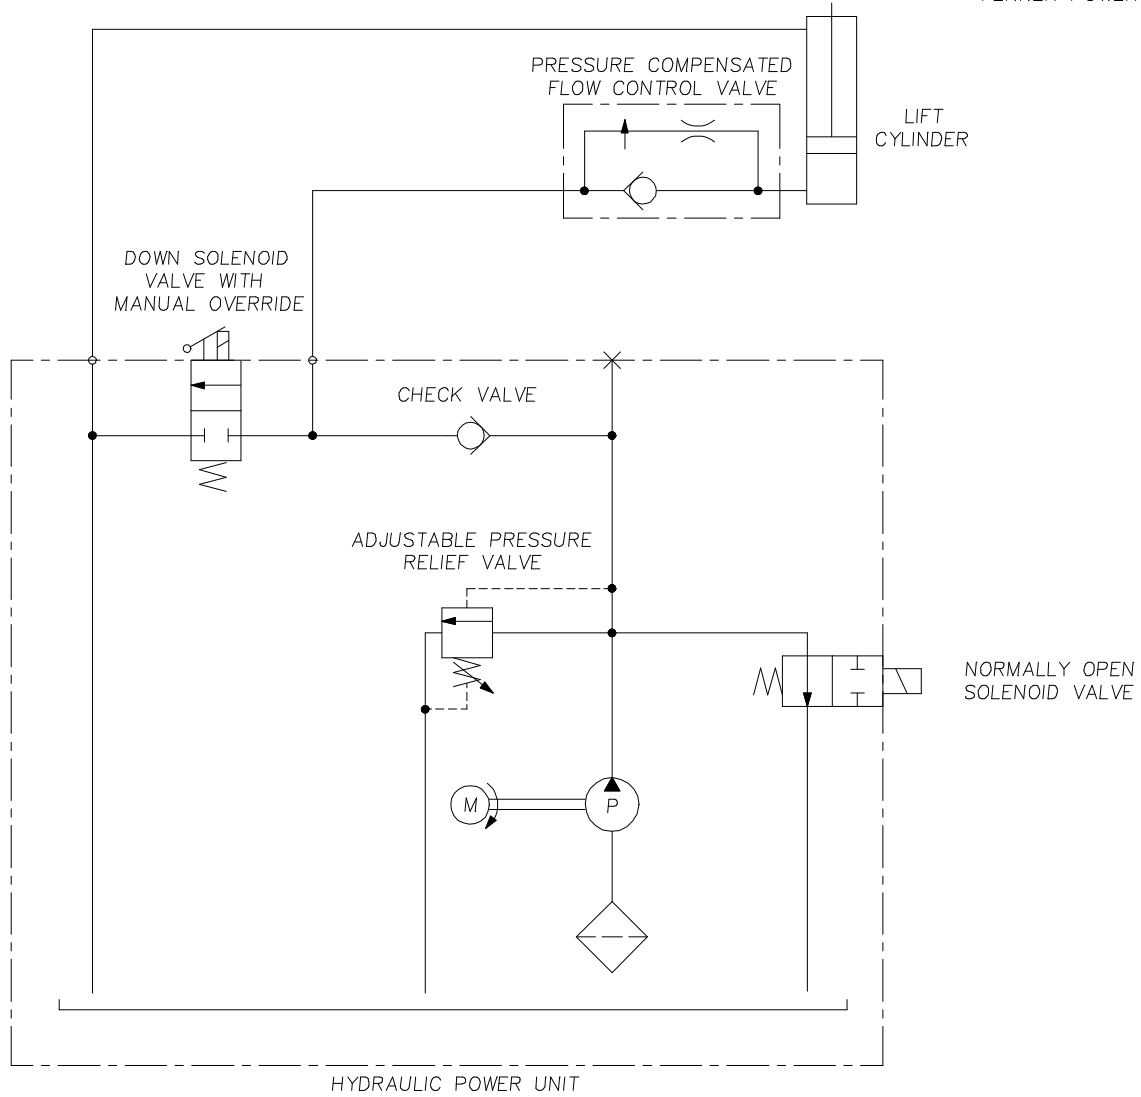 PRESSURE COMPENSATED
FLOW CONTROL VALVE
LIFT
CYLINDER
DOWN SOLENOID
VALVE WITH
MANUAL OVERRIDE
CHECK VALVE
ADJUSTABLE PRESSURE
RELIEF VALVE
NORMALLY OPEN
SOLENOID VALVE
M
P
HYDRAULIC POWER UNIT